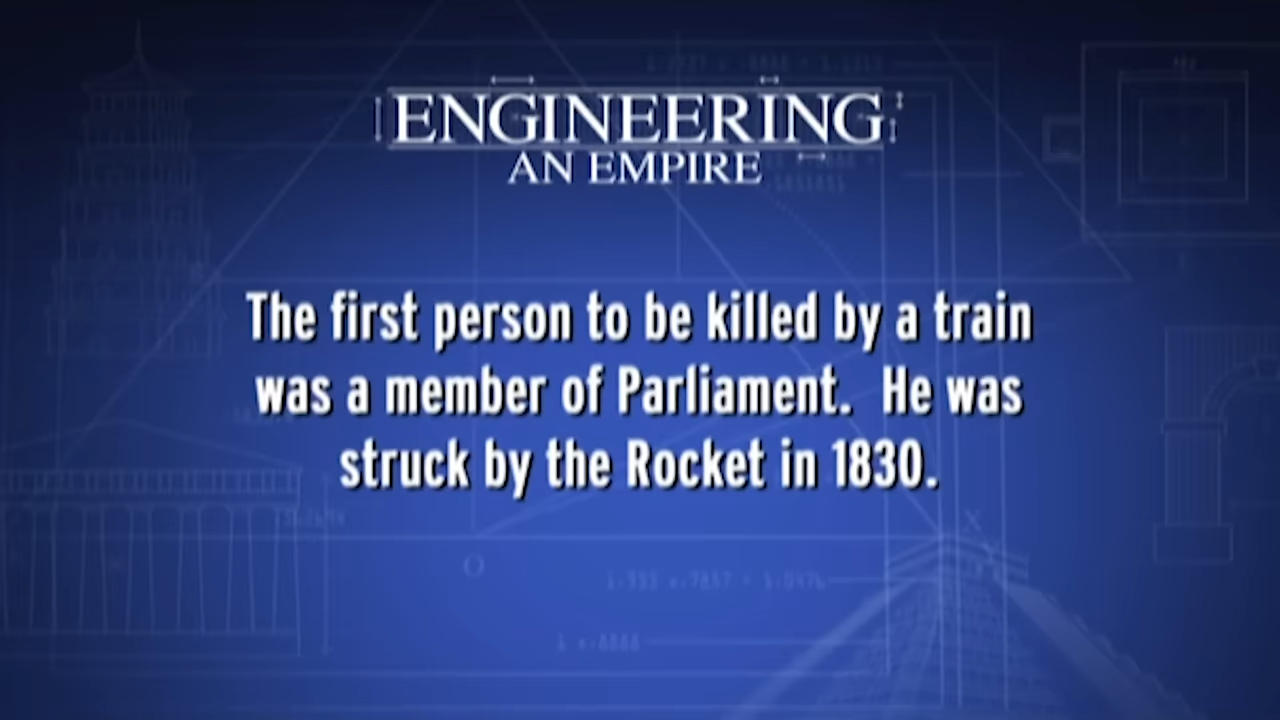 ENGINEERING
AN EMPIRE
The first person to be killed by a train
was a member of Parliament. He was
struck by the Rocket in 1830.
O
X